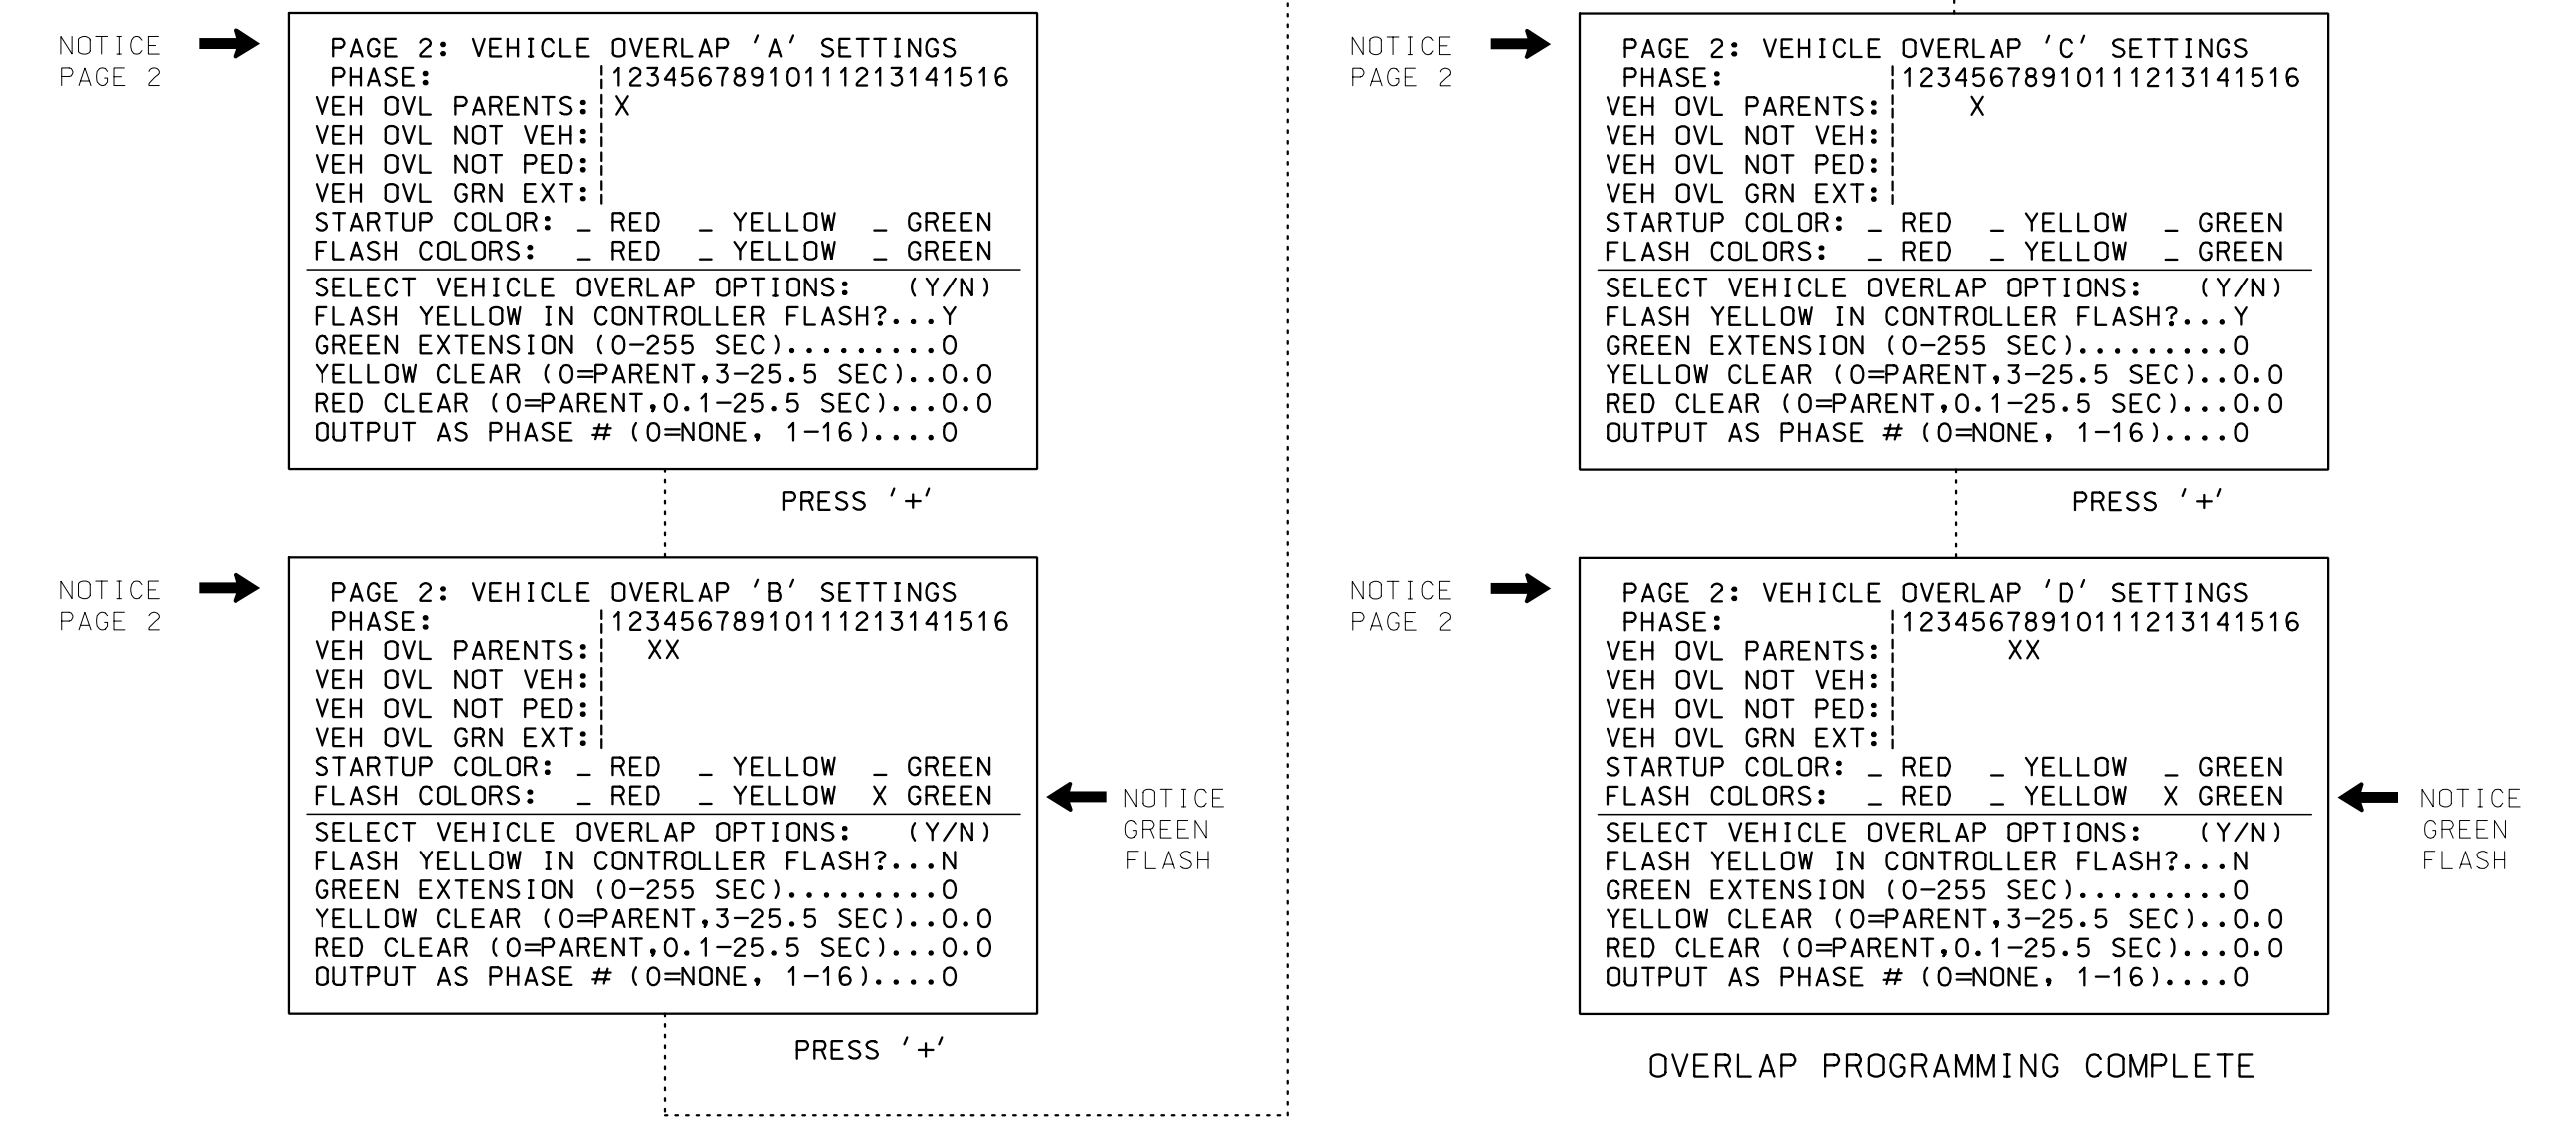 NOTICE
PAGE 2
PAGE 2: VEHICLE OVERLAP 'A' SETTINGS
PHASE: |12345678910111213141516
VEH OVL PARENTS:| X
VEH OVL NOT VEH:|
VEH OVL NOT PED:|
VEH OVL GRN EXT:|
STARTUP COLOR: _ RED _ YELLOW _ GREEN
FLASH COLORS: _ RED _ YELLOW _ GREEN
SELECT VEHICLE OVERLAP OPTIONS: (Y/N)
FLASH YELLOW IN CONTROLLER FLASH?...Y
GREEN EXTENSION (0-255 SEC).........0
YELLOW CLEAR (0=PARENT,3-25.5 SEC)..0.0
RED CLEAR (0=PARENT,0.1-25.5 SEC)...0.0
OUTPUT AS PHASE # (0=NONE, 1-16)....0
PRESS '+'
NOTICE
PAGE 2
PAGE 2: VEHICLE OVERLAP 'B' SETTINGS
PHASE: |12345678910111213141516
VEH OVL PARENTS:| XX
VEH OVL NOT VEH:|
VEH OVL NOT PED:|
VEH OVL GRN EXT:|
STARTUP COLOR: _ RED _ YELLOW _ GREEN
FLASH COLORS: _ RED _ YELLOW X GREEN
NOTICE
GREEN
FLASH
SELECT VEHICLE OVERLAP OPTIONS: (Y/N)
FLASH YELLOW IN CONTROLLER FLASH?...N
GREEN EXTENSION (0-255 SEC).........0
YELLOW CLEAR (0=PARENT,3-25.5 SEC)..0.0
RED CLEAR (0=PARENT,0.1-25.5 SEC)...0.0
OUTPUT AS PHASE # (0=NONE, 1-16)....0
PRESS '+'
NOTICE
PAGE 2
PAGE 2: VEHICLE OVERLAP 'C' SETTINGS
PHASE: |12345678910111213141516
VEH OVL PARENTS:| X
VEH OVL NOT VEH:|
VEH OVL NOT PED:|
VEH OVL GRN EXT:|
STARTUP COLOR: _ RED _ YELLOW _ GREEN
FLASH COLORS: _ RED _ YELLOW _ GREEN
SELECT VEHICLE OVERLAP OPTIONS: (Y/N)
FLASH YELLOW IN CONTROLLER FLASH?...Y
GREEN EXTENSION (0-255 SEC).........0
YELLOW CLEAR (0=PARENT,3-25.5 SEC)..0.0
RED CLEAR (0=PARENT,0.1-25.5 SEC)...0.0
OUTPUT AS PHASE # (0=NONE, 1-16)....0
PRESS '+'
NOTICE
PAGE 2
PAGE 2: VEHICLE OVERLAP 'D' SETTINGS
PHASE: |12345678910111213141516
VEH OVL PARENTS:| XX
VEH OVL NOT VEH:|
VEH OVL NOT PED:|
VEH OVL GRN EXT:|
STARTUP COLOR: _ RED _ YELLOW _ GREEN
FLASH COLORS: _ RED _ YELLOW X GREEN
NOTICE
GREEN
FLASH
SELECT VEHICLE OVERLAP OPTIONS: (Y/N)
FLASH YELLOW IN CONTROLLER FLASH?...N
GREEN EXTENSION (0-255 SEC).........0
YELLOW CLEAR (0=PARENT,3-25.5 SEC)..0.0
RED CLEAR (0=PARENT,0.1-25.5 SEC)...0.0
OUTPUT AS PHASE # (0=NONE, 1-16)....0
OVERLAP PROGRAMMING COMPLETE